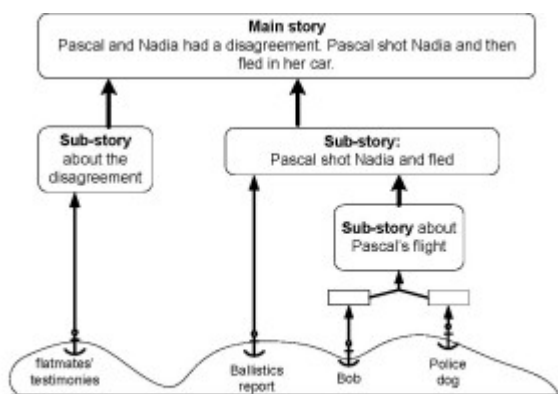 Main story
Pascal and Nadia had a disagreement. Pascal shot Nadia and then
fled in her car.
Sub-story
about the
disagreement
Sub-story:
Pascal shot Nadia and fled
Sub-story about
Pascal's flight
flatmates'
testimonies
Ballistics
report
Bob
Police
dog